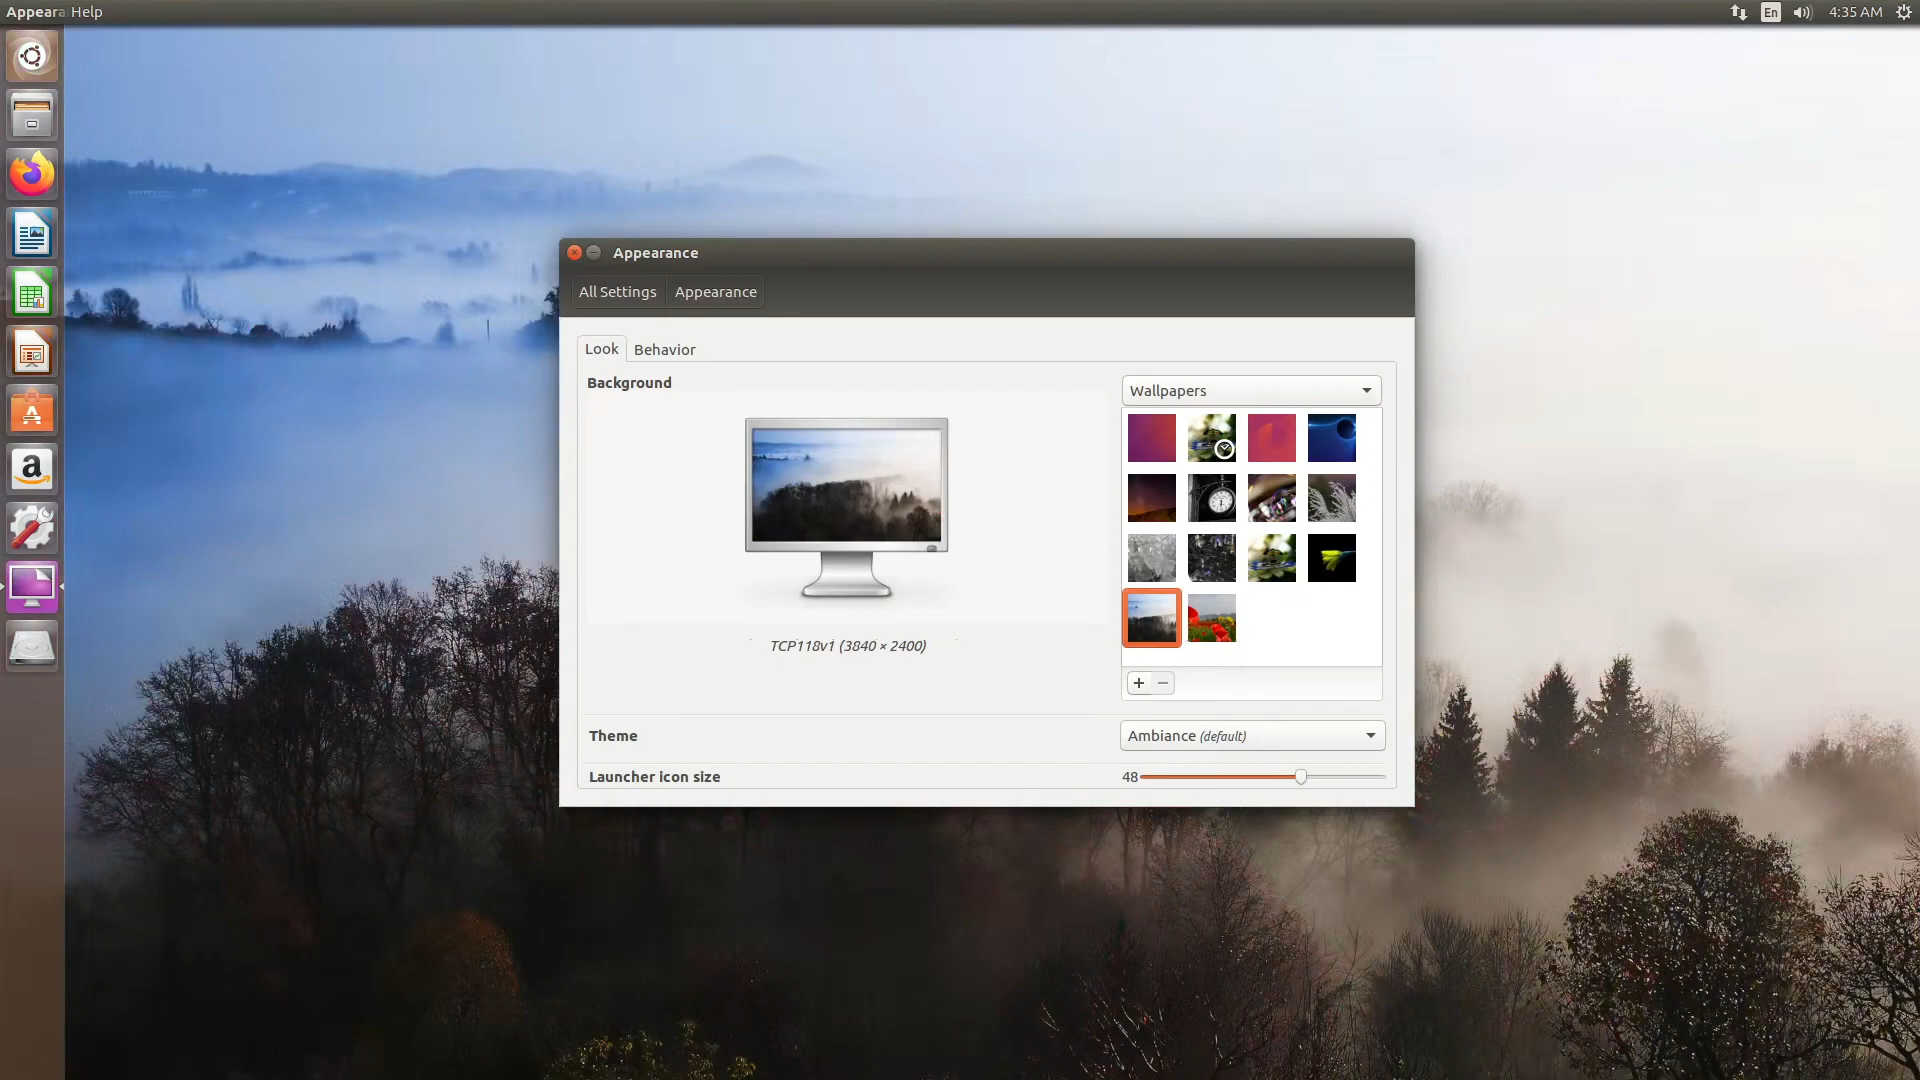 Appeara Help
En
4:35 AM
Appearance
All Settings
Appearance
Look
Behavior
Background
Wallpapers
TCP118v1 (3840 × 2400)
Theme
Ambiance (default)
Launcher icon size
48